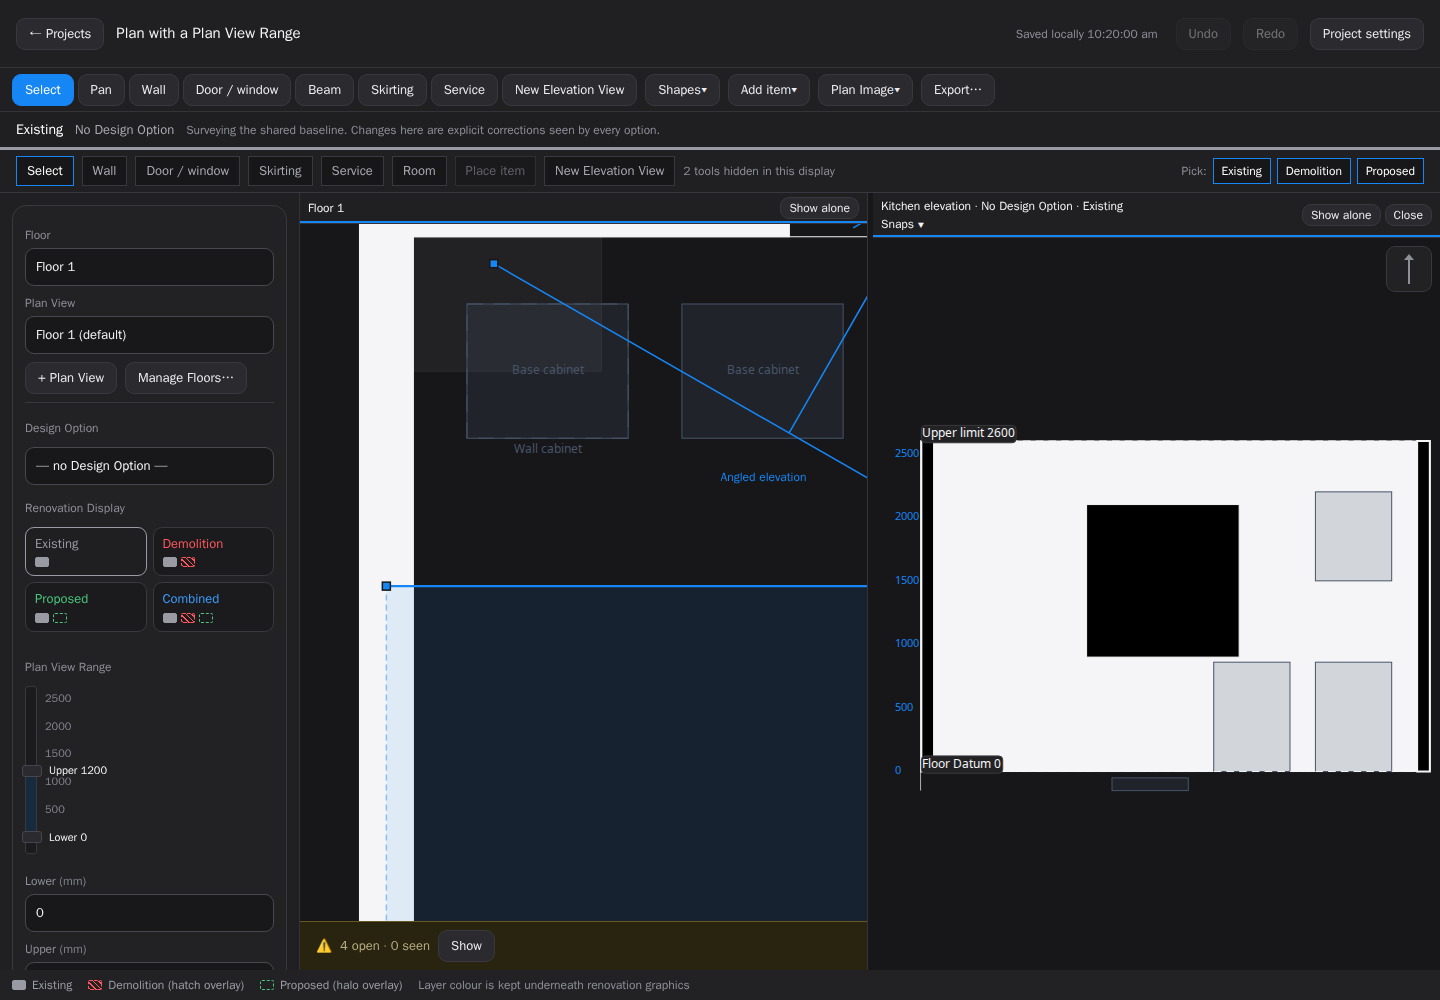 ← Projects
Plan with a Plan View Range
Saved locally 10:20:00 am
Undo
Redo
Project settings
Select
Pan
Wall
Door / window
Beam
Skirting
Service
New Elevation View
Shapes▾
Add item▾
Plan Image▾
Export⋯
Existing No Design Option Surveying the shared baseline. Changes here are explicit corrections seen by every option.
Select
Wall
Door / window
Skirting
Service
Room
Place item
New Elevation View
2 tools hidden in this display
Pick:
Existing
Demolition
Proposed
Floor
Floor 1
Plan View
Floor 1 (default)
+ Plan View
Manage Floors⋯
Design Option
— no Design Option —
Renovation Display
Existing
Demolition
Proposed
Combined
Plan View Range
2500
2000
1500
Upper 1200
1000
500
Lower 0
Lower (mm)
0
Upper (mm)
Floor 1
Show alone
Base cabinet
Base cabinet
Wall cabinet
Angled elevation
⚠️ 4 open · 0 seen
Show
Kitchen elevation · No Design Option · Existing
Snaps ▾
Show alone
Close
Upper limit 2600
2500
2000
1500
1000
500
0
Floor Datum 0
Existing
Demolition (hatch overlay)
Proposed (halo overlay)
Layer colour is kept underneath renovation graphics